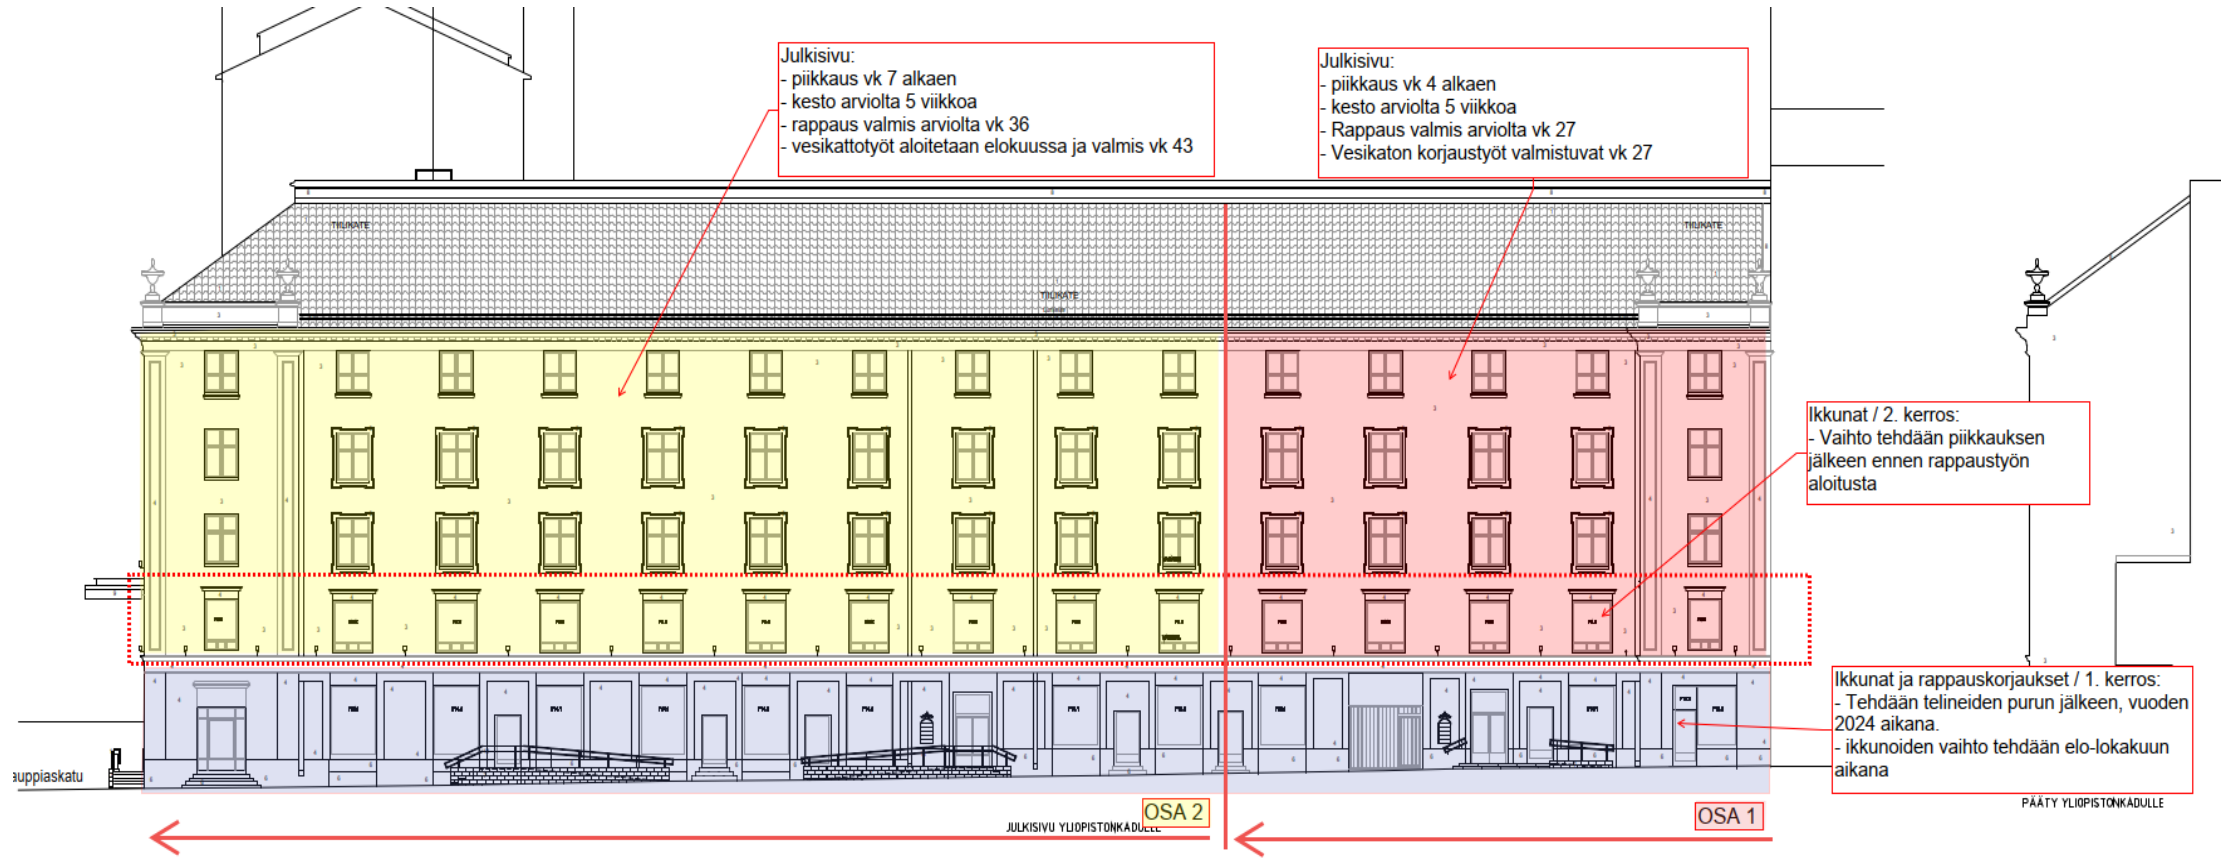 Julkisivu:
- piikkaus vk 7 alkaen
- kesto arviolta 5 viikkoa
- rappaus valmis arviolta vk 36
- vesikattotyöt aloitetaan elokuussa ja valmis vk 43
Julkisivu:
- piikkaus vk 4 alkaen
- kesto arviolta 5 viikkoa
- Rappaus valmis arviolta vk 27
- Vesikaton korjaustyöt valmistuvat vk 27
TIILIKATE
TIILIKATE
TIILIKATE
Ikkunat / 2. kerros:
- Vaihto tehdään piikkauksen
jälkeen ennen rappaustyön
aloitusta
Ikkunat ja rappauskorjaukset / 1. kerros:
- Tehdään telineiden purun jälkeen, vuoden
2024 aikana.
- ikkunoiden vaihto tehdään elo-lokakuun
aikana
auppiaskatu
OSA 2
OSA 1
JULKISIVU YLIOPISTONKADULLE
PÄÄTY YLIOPISTONKADULLE